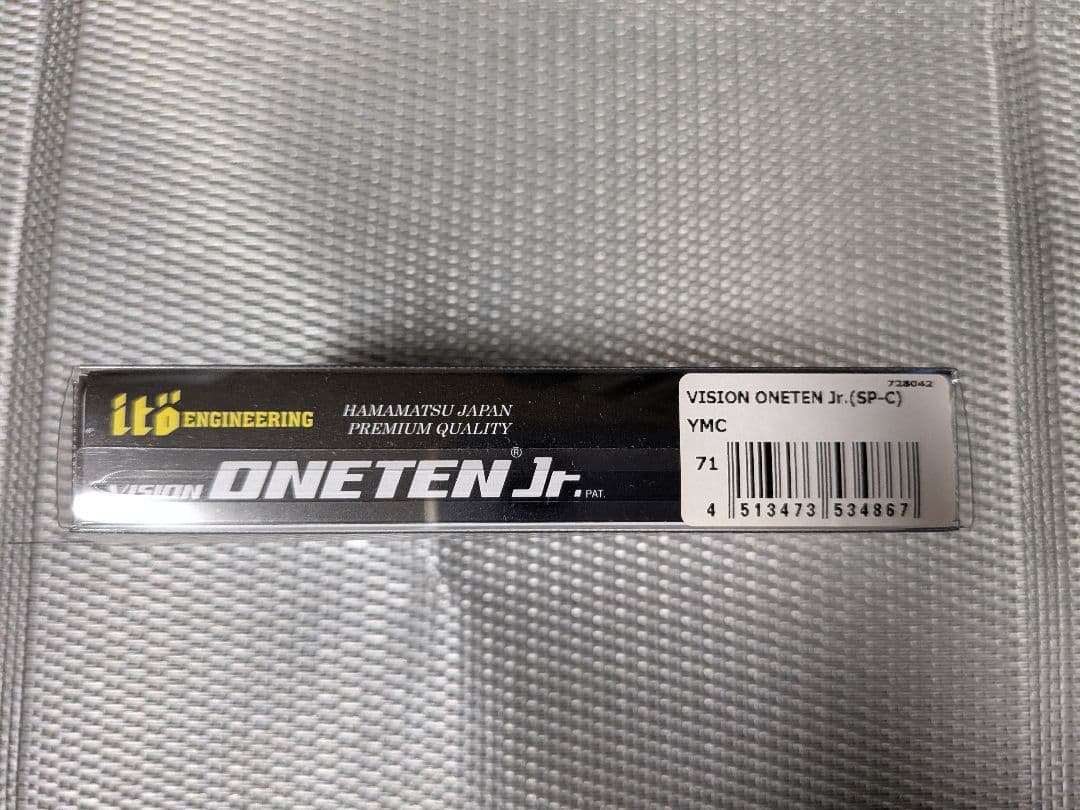 itö ENGINEERING
HAMAMATSU JAPAN
PREMIUM QUALITY
VISION ONETEN® Jr. PAT.
728042
VISION ONETEN Jr.(SP-C)
YMC
71
4 513473 534867